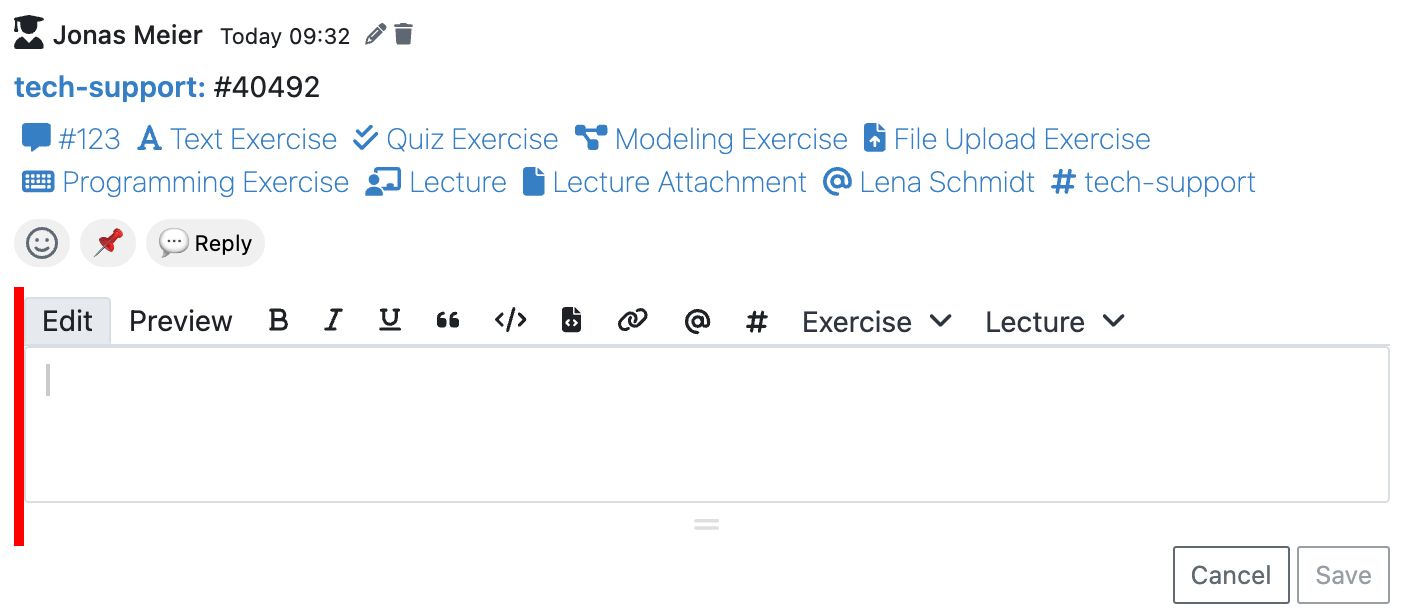 Jonas Meier Today 09:32
tech-support: #40492
#123 Text Exercise Quiz Exercise Modeling Exercise File Upload Exercise
Programming Exercise Lecture Lecture Attachment @ Lena Schmidt # tech-support
Reply
Edit Preview B I U “ </> @ # Exercise Lecture
Cancel Save